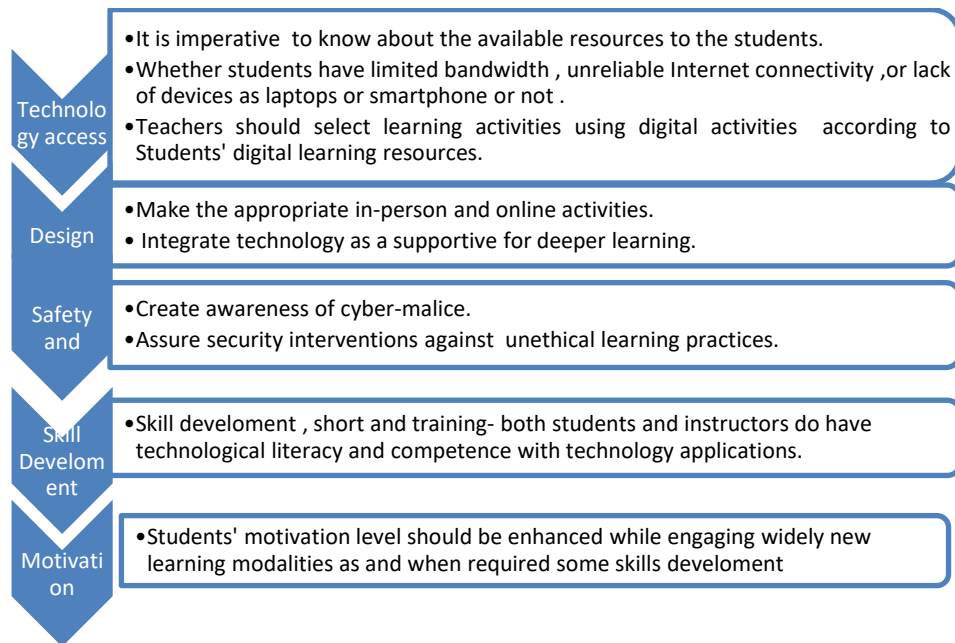 Technolo
gy access
•It is imperative to know about the available resources to the students.
•Whether students have limited bandwidth , unreliable Internet connectivity ,or lack
of devices as laptops or smartphone or not .
•Teachers should select learning activities using digital activities according to
Students' digital learning resources.
Design
•Make the appropriate in-person and online activities.
• Integrate technology as a supportive for deeper learning.
Safety
and
•Create awareness of cyber-malice.
•Assure security interventions against unethical learning practices.
Skill
Develom
ent
•Skill develoment , short and training- both students and instructors do have
technological literacy and competence with technology applications.
Motivati
on
•Students' motivation level should be enhanced while engaging widely new
learning modalities as and when required some skills develoment